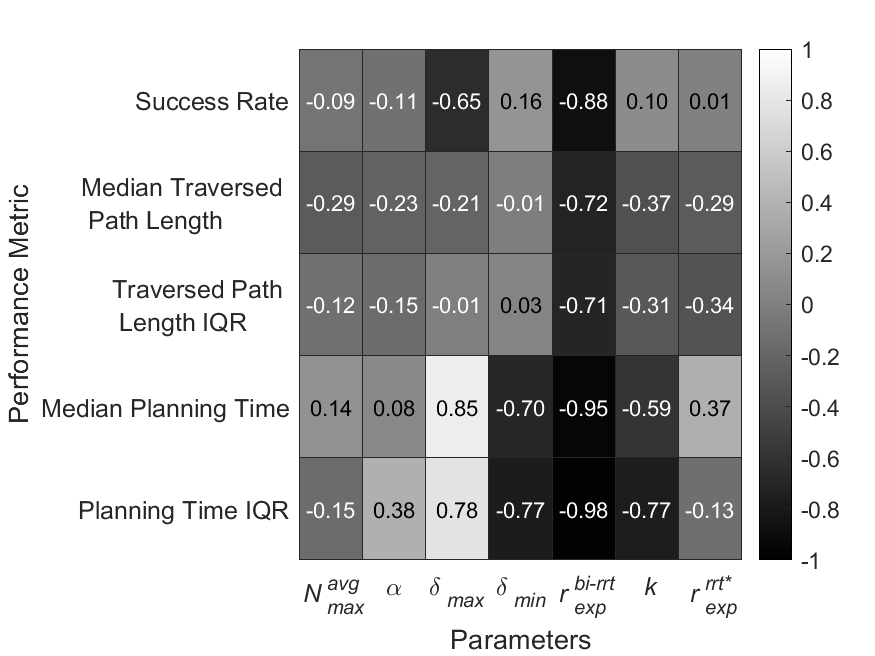 Success Rate -0.09 -0.11 -0.65 0.16 -0.88 0.10 0.01
Median Traversed
Path Length -0.29 -0.23 -0.21 -0.01 -0.72 -0.37 -0.29
Traversed Path
Length IQR -0.12 -0.15 -0.01 0.03 -0.71 -0.31 -0.34
Median Planning Time 0.14 0.08 0.85 -0.70 -0.95 -0.59 0.37
Planning Time IQR -0.15 0.38 0.78 -0.77 -0.98 -0.77 -0.13
Performance Metric
N avg max α δ max δ min r bi-rrt exp k r rrt* exp
Parameters
1
0.8
0.6
0.4
0.2
0
-0.2
-0.4
-0.6
-0.8
-1